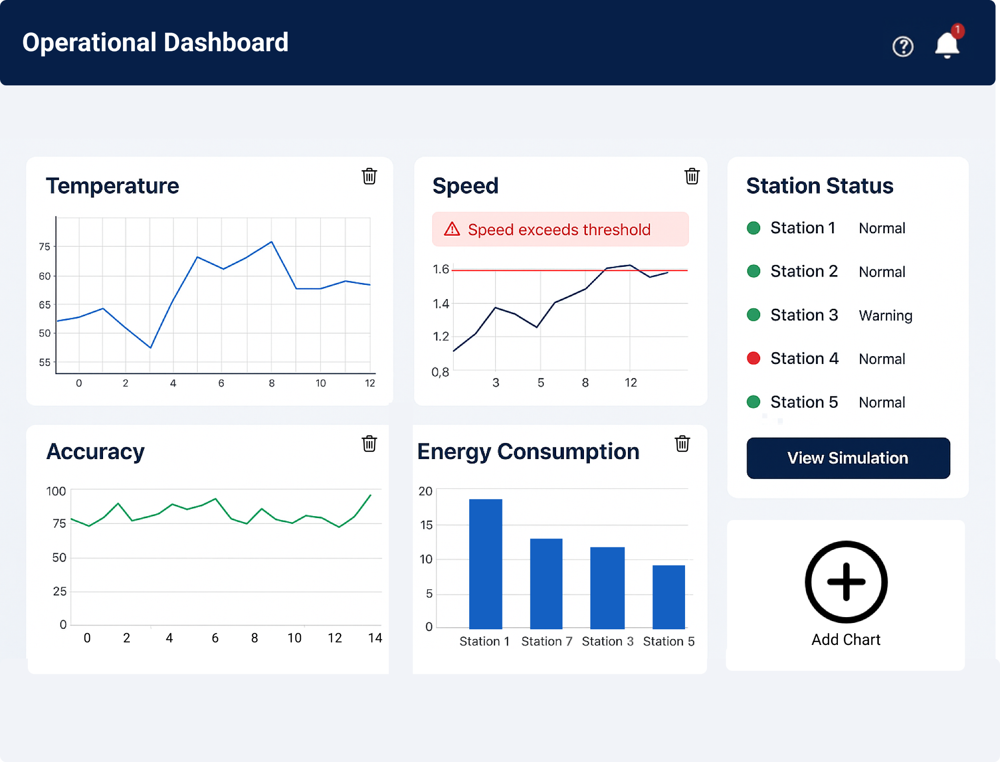 Operational Dashboard
1
Temperature
75
60
65
50
55
0 2 4 6 8 10 12
Speed
Speed exceeds threshold
1.6
1.4
1.2
0,8
3 5 8 12
Station Status
Station 1 Normal
Station 2 Normal
Station 3 Warning
Station 4 Normal
Station 5 Normal
View Simulation
Accuracy
100
75
50
25
0
0 2 4 6 8 10 12 14
Energy Consumption
20
15
10
5
0
Station 1 Station 7 Station 3 Station 5
Add Chart